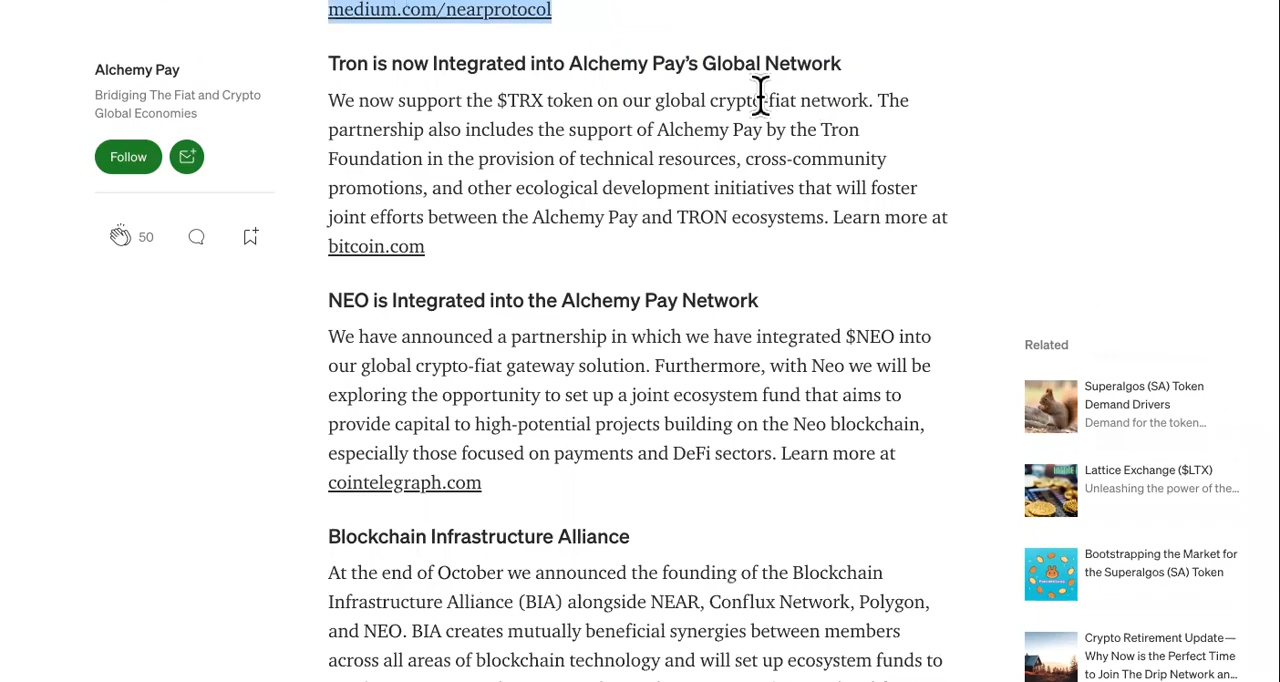 medium.com/nearprotocol
Alchemy Pay
Bridiging The Fiat and Crypto
Global Economies
Follow
50
Tron is now Integrated into Alchemy Pay's Global Network
We now support the $TRX token on our global crypto-fiat network. The
partnership also includes the support of Alchemy Pay by the Tron
Foundation in the provision of technical resources, cross-community
promotions, and other ecological development initiatives that will foster
joint efforts between the Alchemy Pay and TRON ecosystems. Learn more at
bitcoin.com
NEO is Integrated into the Alchemy Pay Network
We have announced a partnership in which we have integrated $NEO into
our global crypto-fiat gateway solution. Furthermore, with Neo we will be
exploring the opportunity to set up a joint ecosystem fund that aims to
provide capital to high-potential projects building on the Neo blockchain,
especially those focused on payments and DeFi sectors. Learn more at
cointelegraph.com
Blockchain Infrastructure Alliance
At the end of October we announced the founding of the Blockchain
Infrastructure Alliance (BIA) alongside NEAR, Conflux Network, Polygon,
and NEO. BIA creates mutually beneficial synergies between members
across all areas of blockchain technology and will set up ecosystem funds to
Related
Superalgos (SA) Token
Demand Drivers
Demand for the token…
Lattice Exchange ($LTX)
Unleashing the power of the…
Bootstrapping the Market for
the Superalgos (SA) Token
Crypto Retirement Update—
Why Now is the Perfect Time
to Join The Drip Network an…